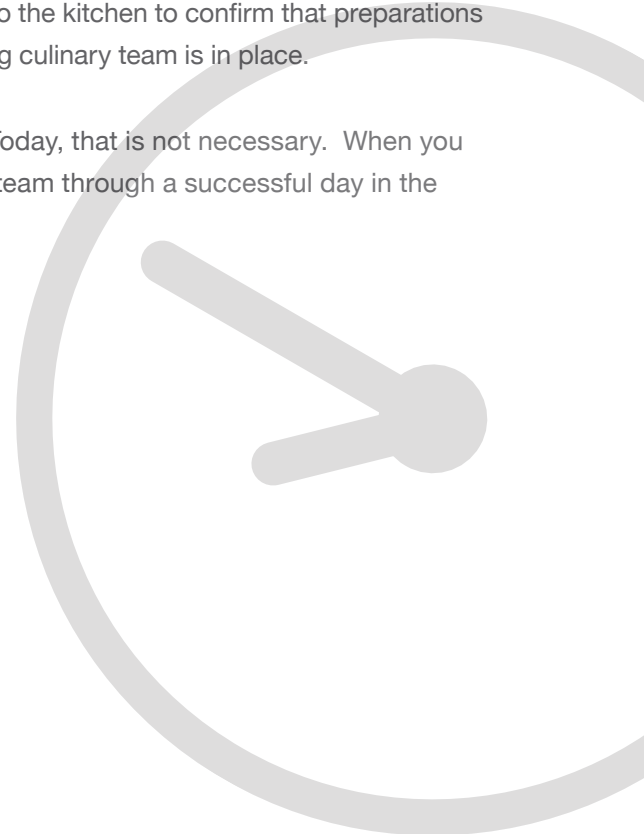 o the kitchen to confirm that preparations
g culinary team is in place.
Today, that is not necessary.  When you
team through a successful day in the